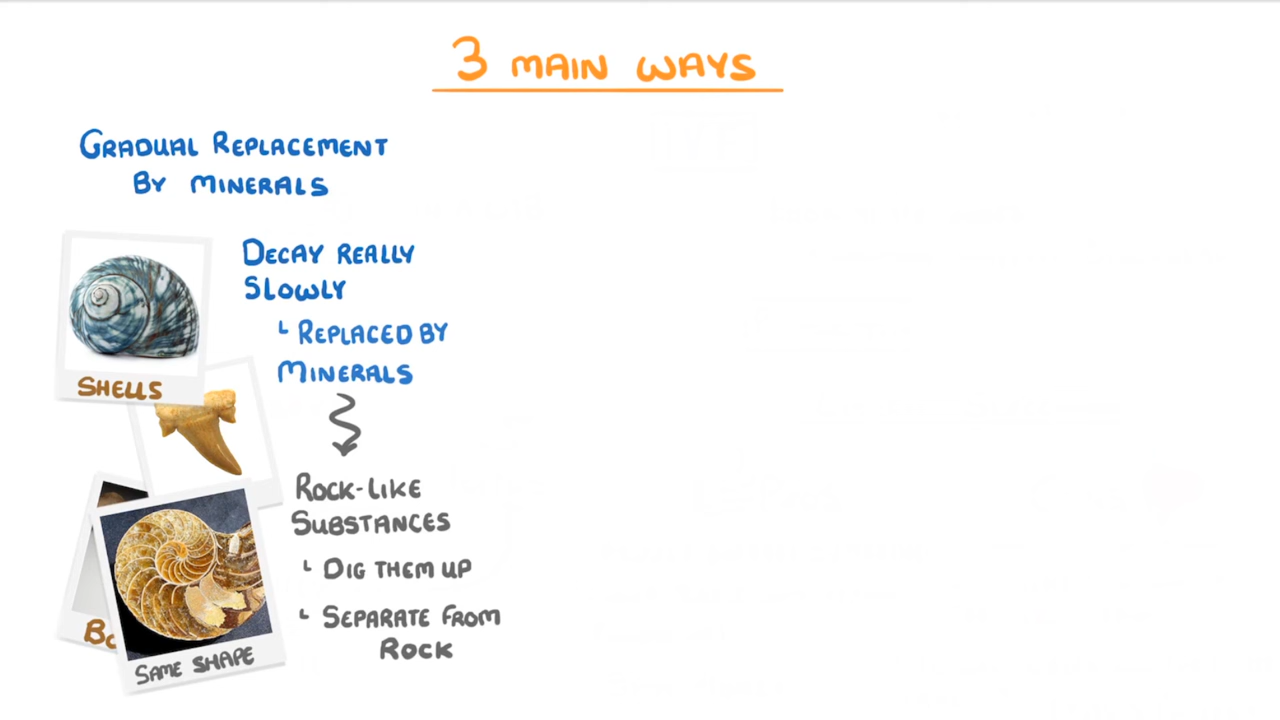 3 MAIN WAYS
GRADUAL REPLACEMENT
BY MINERALS
DECAY REALLY
SLOWLY
└ REPLACED BY
MINERALS
SHELLS
ROCK-LIKE
SUBSTANCES
└ DIG THEM UP
└ SEPARATE FROM
ROCK
SAME SHAPE